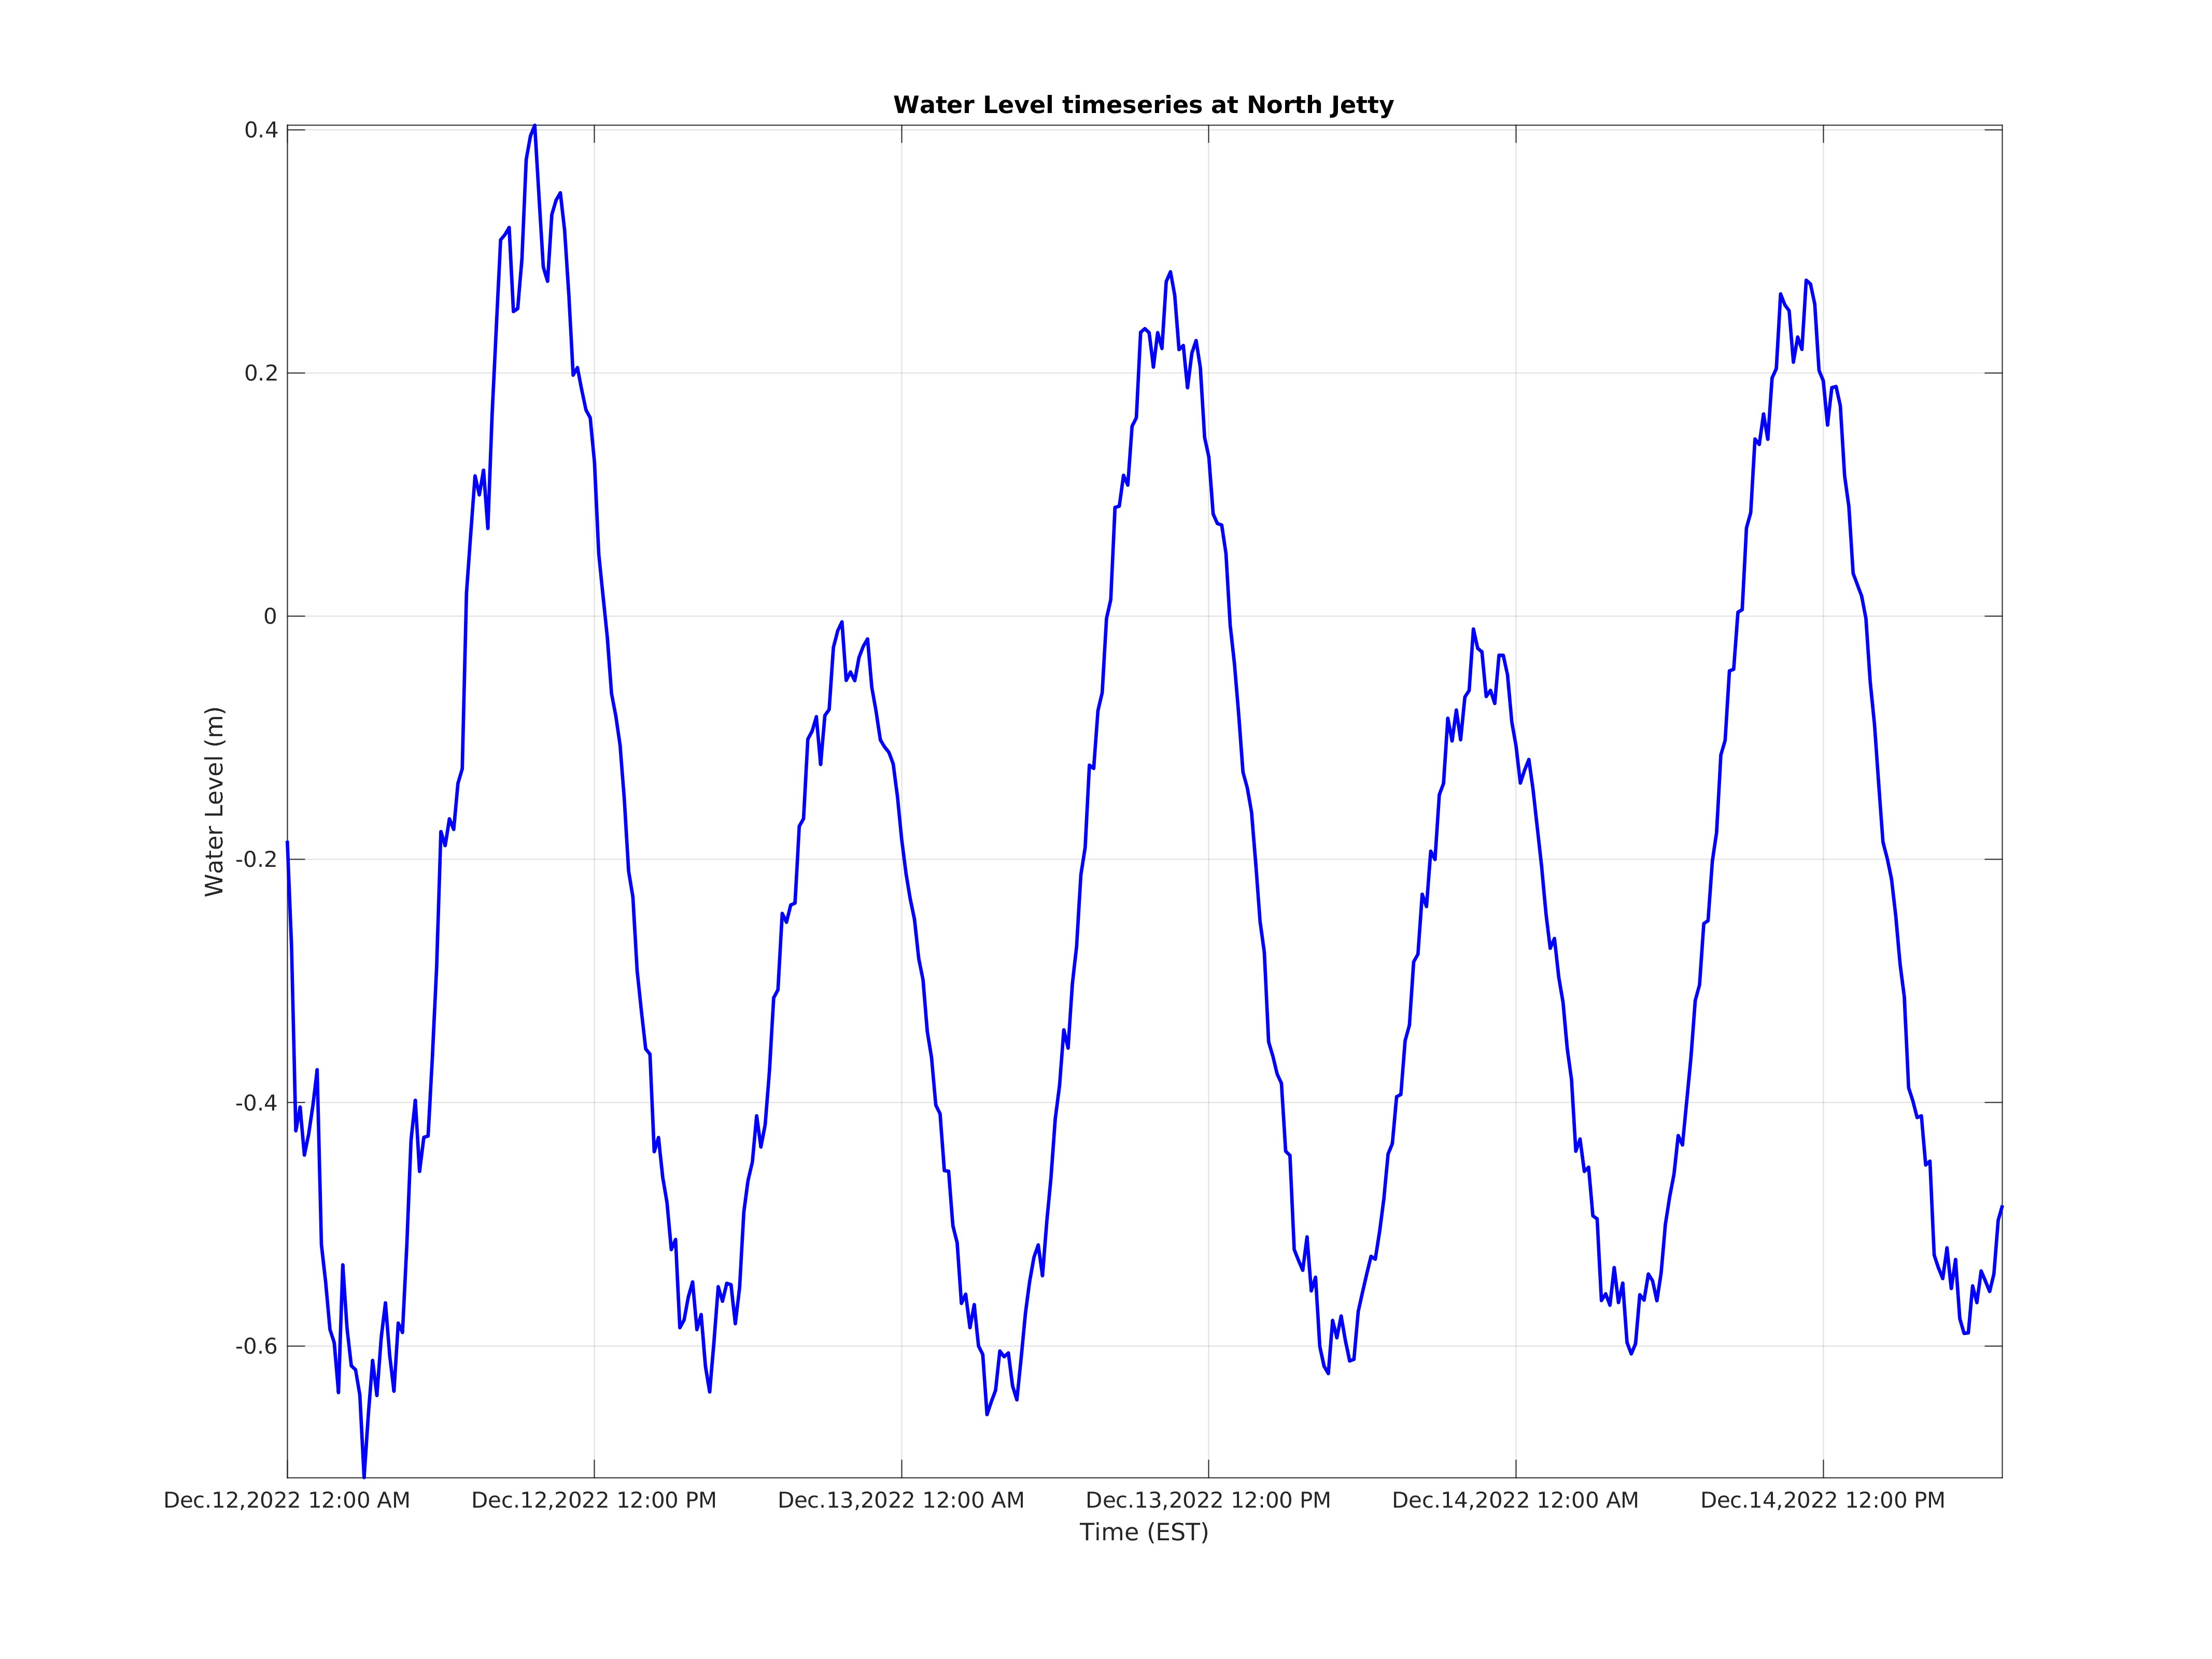 Water Level timeseries at North Jetty
0.4
0.2
0
-0.2
-0.4
-0.6
Water Level (m)
Dec.12,2022 12:00 AM
Dec.12,2022 12:00 PM
Dec.13,2022 12:00 AM
Dec.13,2022 12:00 PM
Dec.14,2022 12:00 AM
Dec.14,2022 12:00 PM
Time (EST)